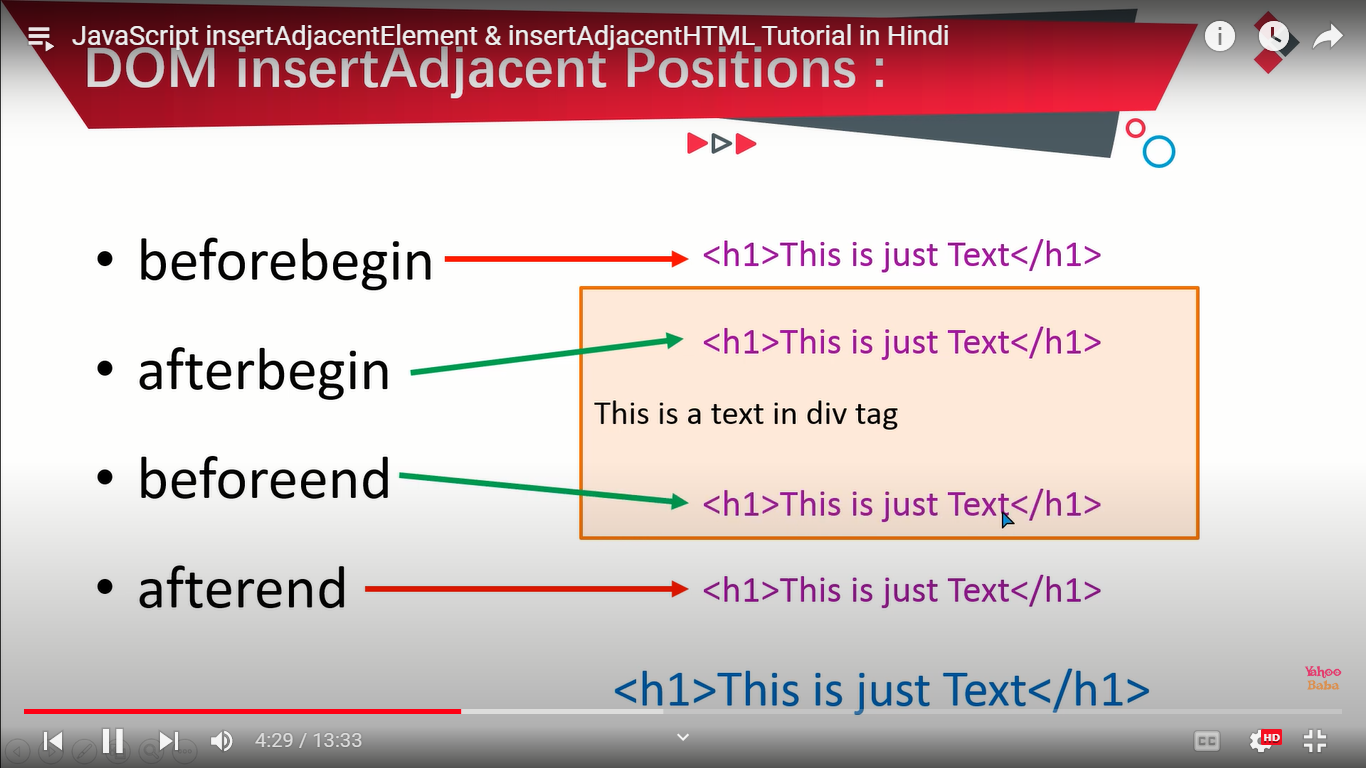 JavaScript insertAdjacentElement & insertAdjacentHTML Tutorial in Hindi
DOM insertAdjacent Positions :
• beforebegin
<h1>This is just Text</h1>
• afterbegin
<h1>This is just Text</h1>
This is a text in div tag
• beforeend
<h1>This is just Text</h1>
• afterend
<h1>This is just Text</h1>
<h1>This is just Text</h1>
Yahoo
Baba
4:29 / 13:33
CC
HD